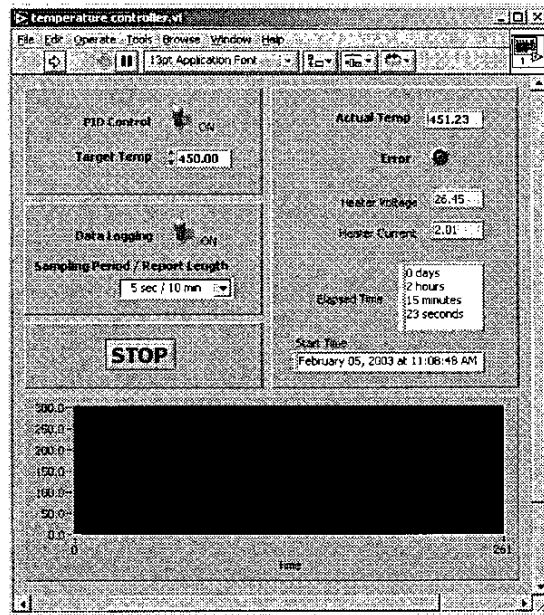 temperature controller.vi
File Edit Operate Tools Browse Window Help
13pt Application Font
1
PID Control ON
Target Temp 450.00
Data Logging ON
Sampling Period / Report Length
5 sec / 10 min
STOP
Actual Temp 451.23
Error
Heater Voltage 26.45
Heater Current 2.01
Elapsed Time
0 days
2 hours
15 minutes
23 seconds
Start Time
February 05, 2003 at 11:08:48 AM
300.0
250.0
200.0
150.0
100.0
50.0
0.0
0 261
Time